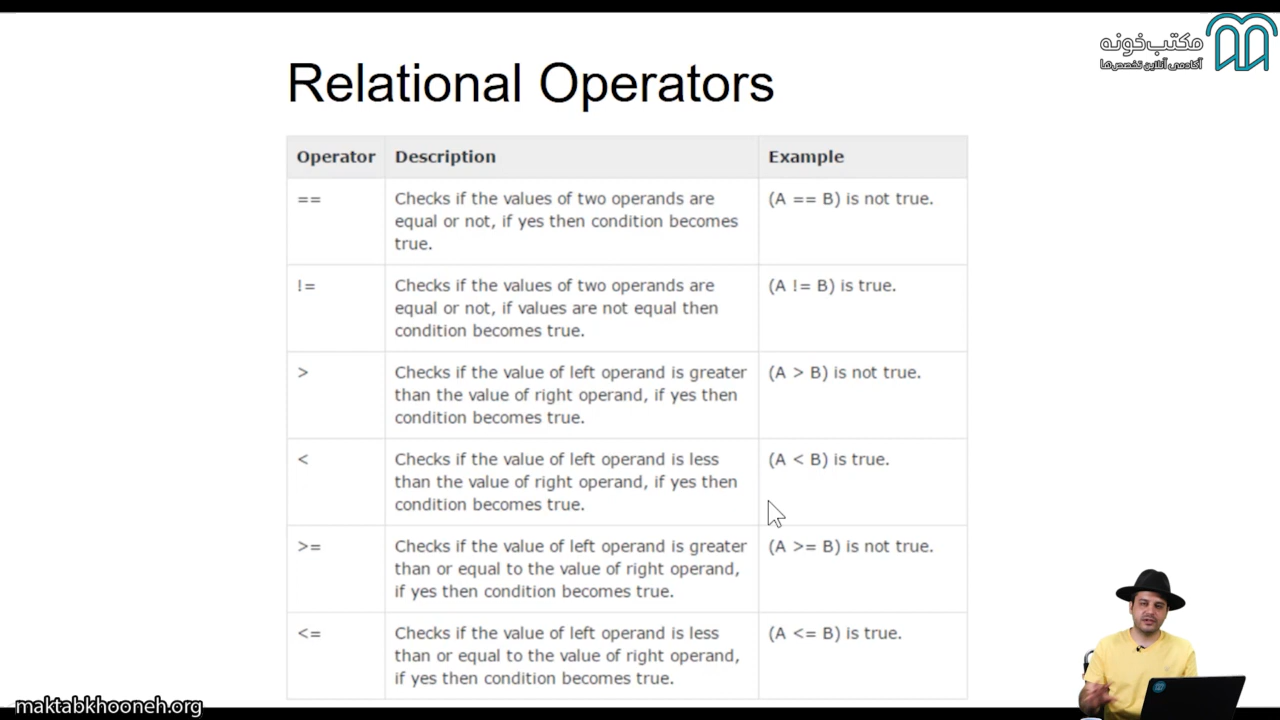 مکتب‌خونه
آکادمی آنلاین تخصص‌ها
Relational Operators
Operator Description Example
== Checks if the values of two operands are (A == B) is not true.
equal or not, if yes then condition becomes
true.
!= Checks if the values of two operands are (A != B) is true.
equal or not, if values are not equal then
condition becomes true.
> Checks if the value of left operand is greater (A > B) is not true.
than the value of right operand, if yes then
condition becomes true.
< Checks if the value of left operand is less (A < B) is true.
than the value of right operand, if yes then
condition becomes true.
>= Checks if the value of left operand is greater (A >= B) is not true.
than or equal to the value of right operand,
if yes then condition becomes true.
<= Checks if the value of left operand is less (A <= B) is true.
than or equal to the value of right operand,
if yes then condition becomes true.
maktabkhooneh.org